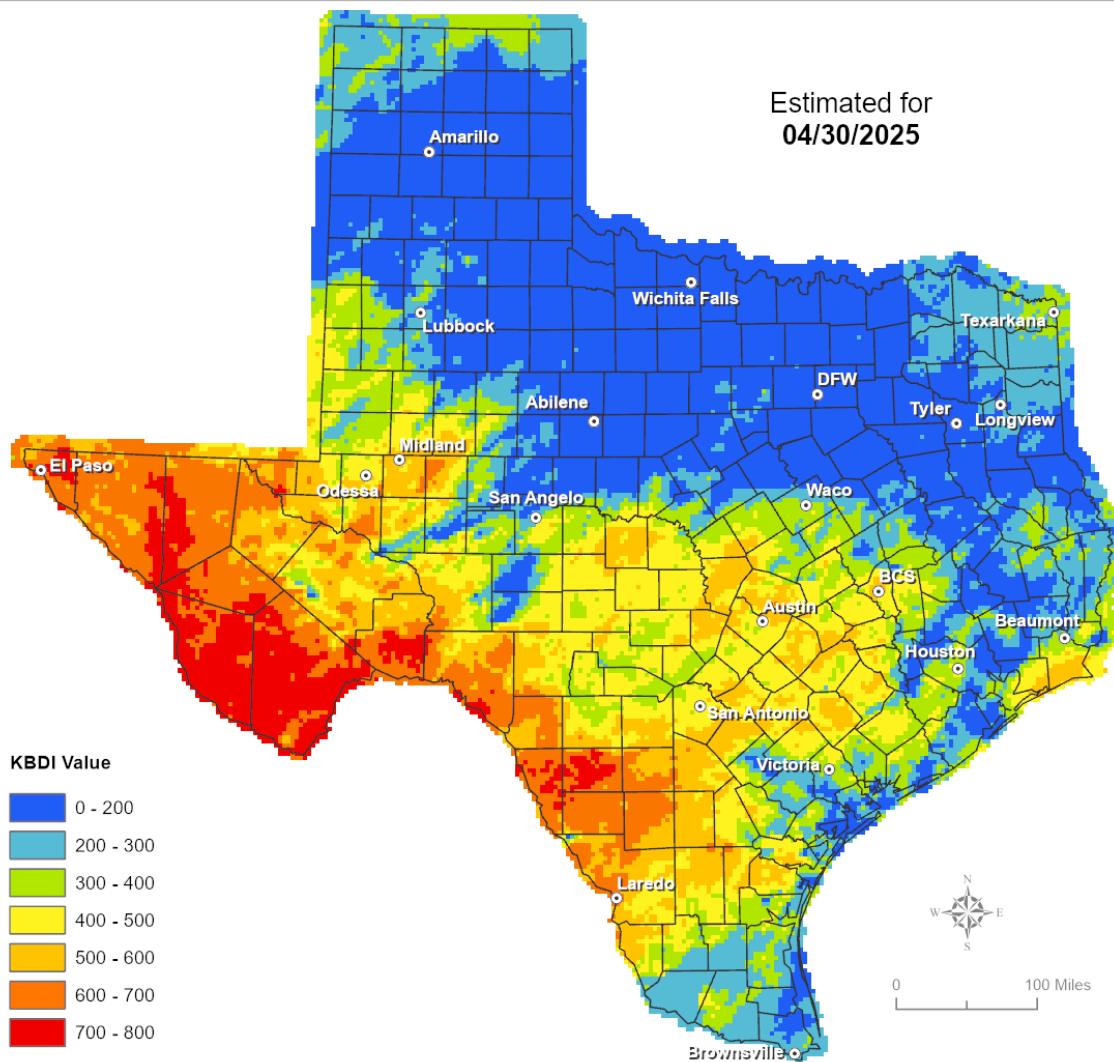 Estimated for
04/30/2025
Amarillo
Wichita Falls
Lubbock
Texarkana
DFW
Abilene
Tyler
Longview
Midland
El Paso
Odessa
San Angelo
Waco
BCS
Austin
Beaumont
Houston
San Antonio
Victoria
Laredo
Brownsville
KBDI Value
0 - 200
200 - 300
300 - 400
400 - 500
500 - 600
600 - 700
700 - 800
N
W E
S
0 100 Miles